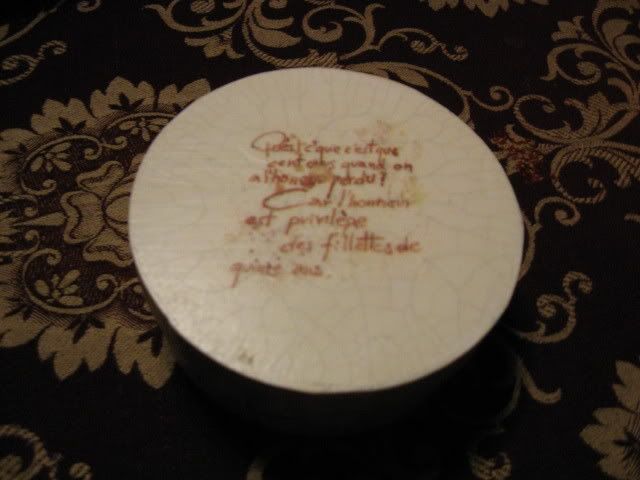 Qu'est c'que c'est que
cent ans quand on
a l'honneur perdu?
Car l'honneur
est privilège
des fillettes de
quinze ans.